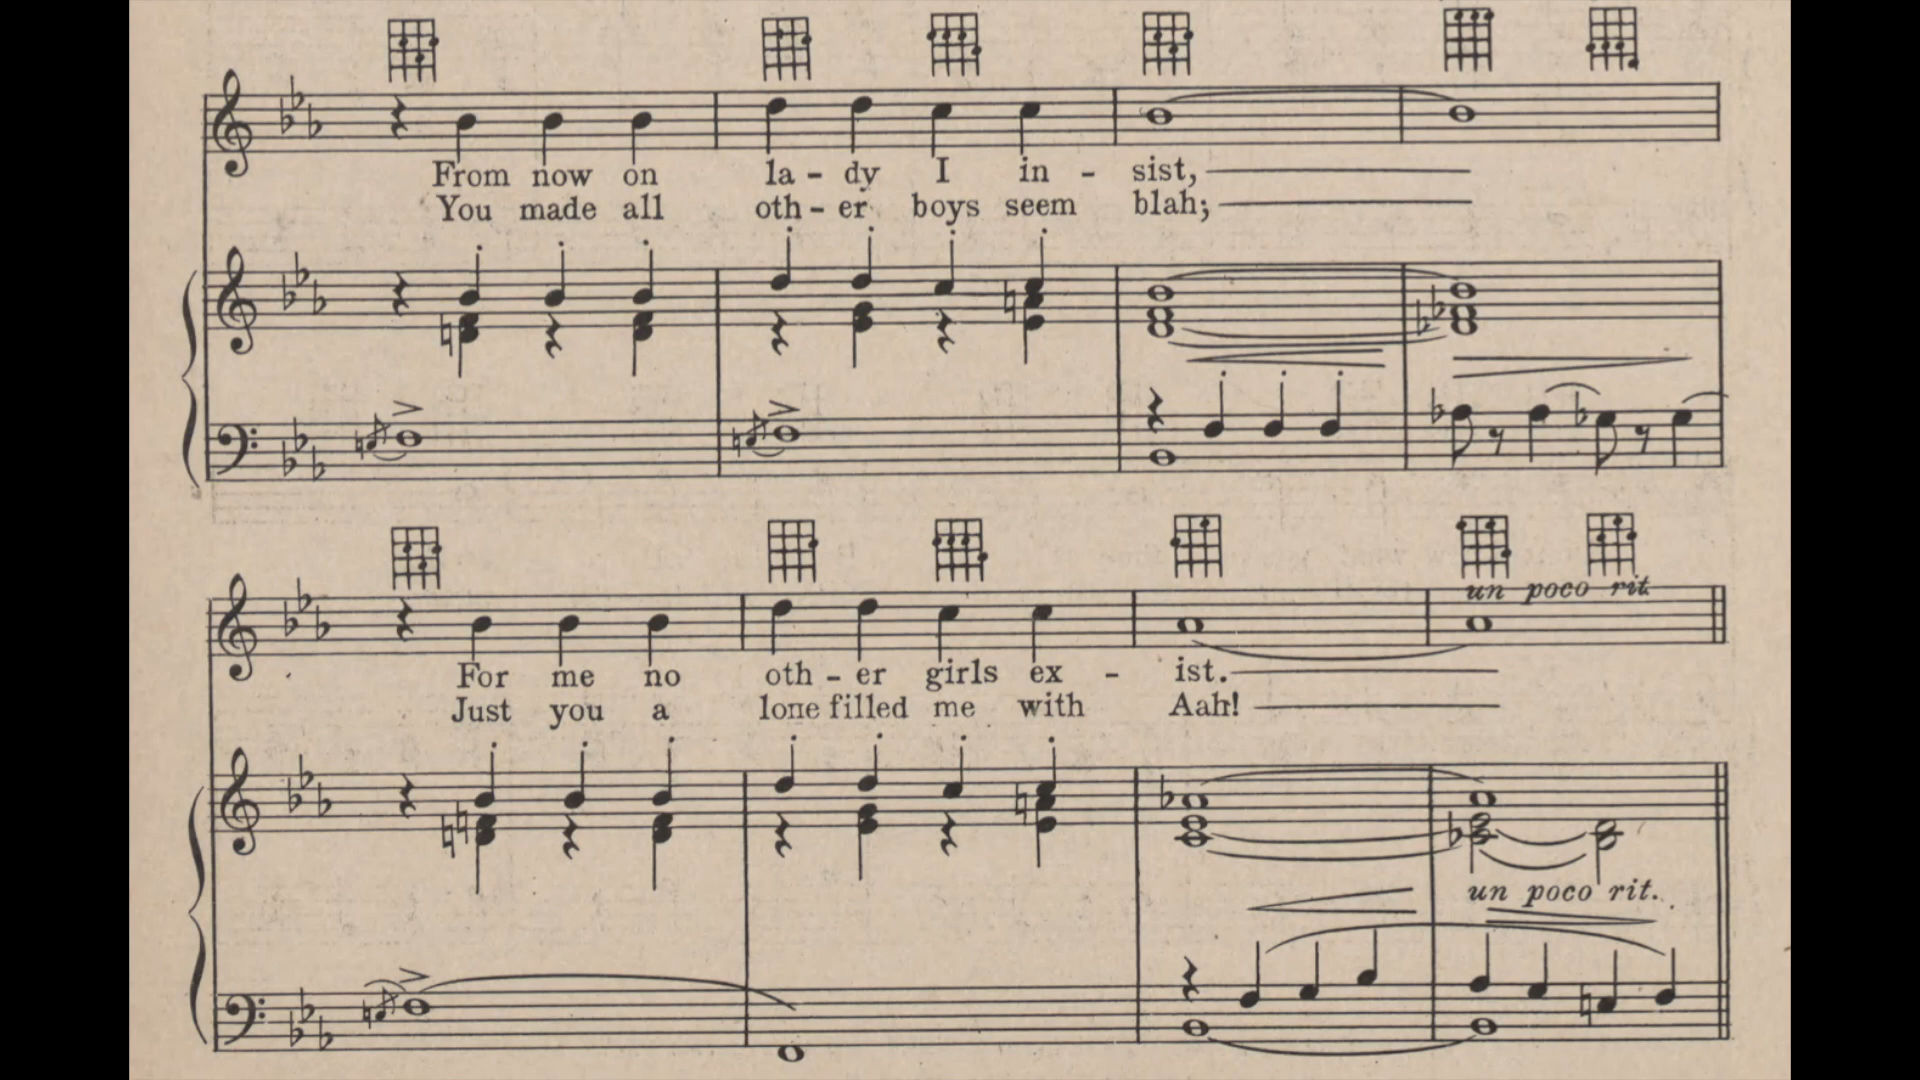 From now on la - dy I in - sist,
You made all oth - er boys seem blah;
un poco rit.
For me no oth - er girls ex - ist.
Just you a lone filled me with Aah!
un poco rit.